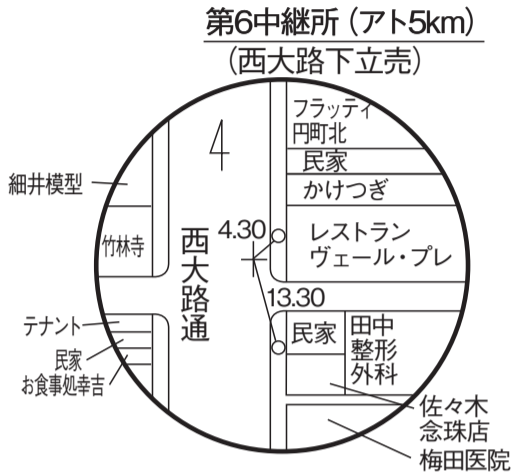 第6中継所（アト5km）
（西大路下立売）
フラッティ
円町北
民家
かけつぎ
細井模型
竹林寺
西大路通
4.30
レストラン
ヴェール・プレ
13.30
テナント
民家
お食事処幸吉
民家
田中
整形
外科
佐々木
念珠店
梅田医院